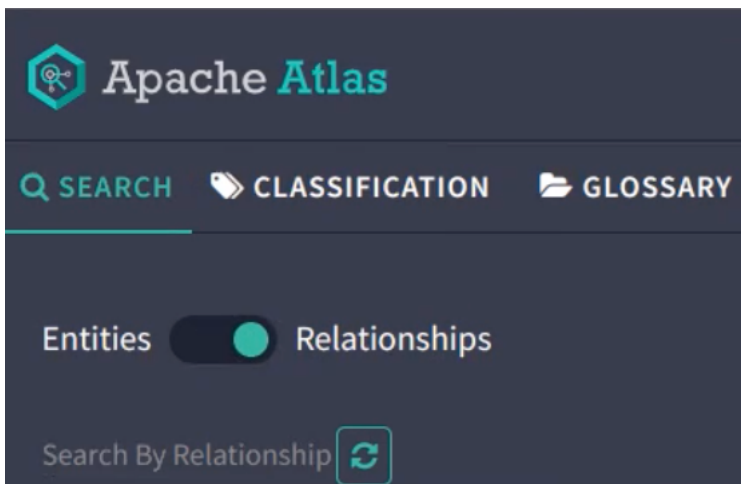 Apache Atlas
SEARCH CLASSIFICATION GLOSSARY
Entities Relationships
Search By Relationship